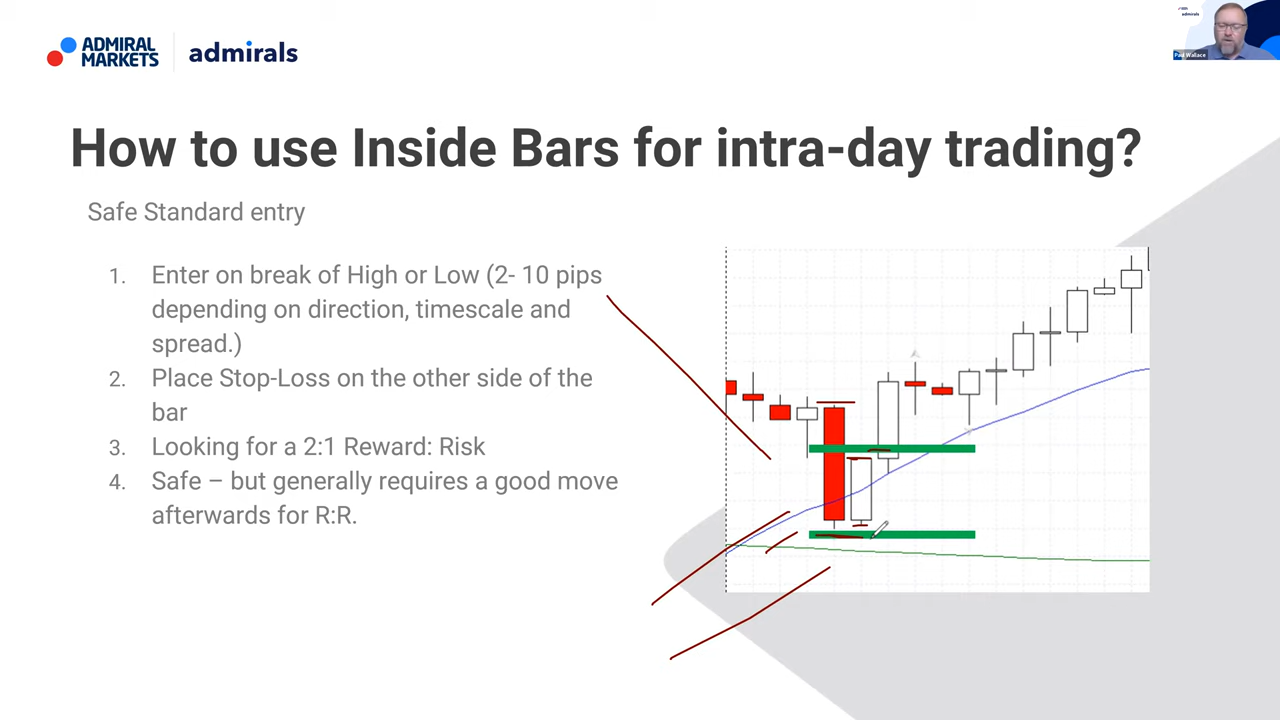 ADMIRAL
MARKETS
admirals
admirals
Paul Wallace
How to use Inside Bars for intra-day trading?
Safe Standard entry
1. Enter on break of High or Low (2- 10 pips
depending on direction, timescale and
spread.)
2. Place Stop-Loss on the other side of the
bar
3. Looking for a 2:1 Reward: Risk
4. Safe – but generally requires a good move
afterwards for R:R.